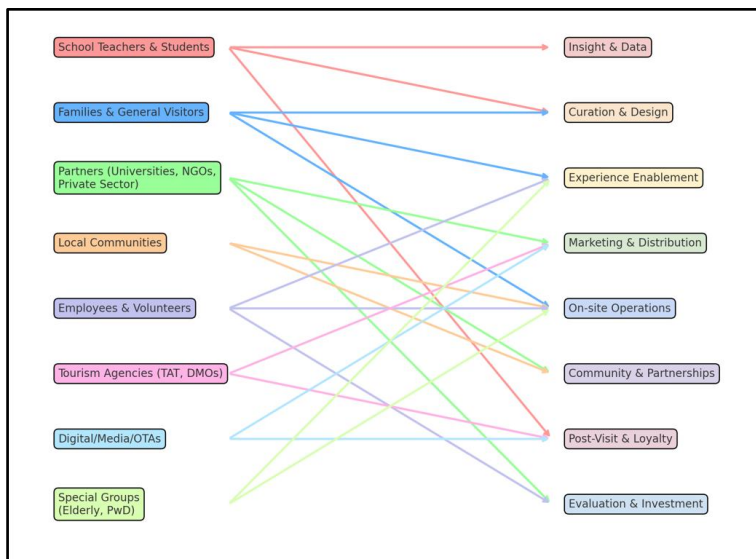 School Teachers & Students
Insight & Data
Families & General Visitors
Curation & Design
Partners (Universities, NGOs,
Private Sector)
Experience Enablement
Local Communities
Marketing & Distribution
Employees & Volunteers
On-site Operations
Tourism Agencies (TAT, DMOs)
Community & Partnerships
Digital/Media/OTAs
Post-Visit & Loyalty
Special Groups
(Elderly, PwD)
Evaluation & Investment